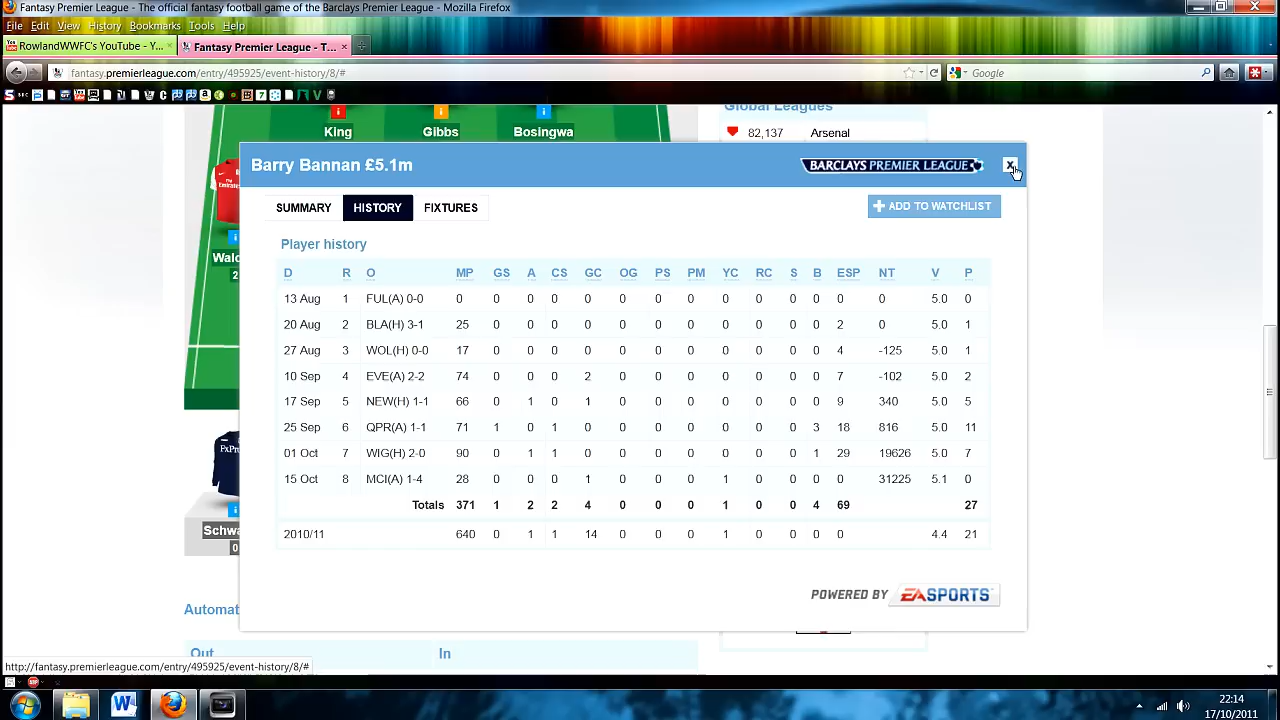 Fantasy Premier League - The official fantasy football game of the Barclays Premier League - Mozilla Firefox
File Edit View History Bookmarks Tools Help
RowlandWWFC's YouTube - Y... × Fantasy Premier League - T... ×
fantasy.premierleague.com/entry/495925/event-history/8/# Google
Global Leagues
King Gibbs Bosingwa 82,137 Arsenal
Barry Bannan £5.1m BARCLAYS PREMIER LEAGUE x
SUMMARY HISTORY FIXTURES + ADD TO WATCHLIST
Player history
Walc
2
D R O MP GS A CS GC OG PS PM YC RC S B ESP NT V P
13 Aug 1 FUL(A) 0-0 0 0 0 0 0 0 0 0 0 0 0 0 0 0 5.0 0
20 Aug 2 BLA(H) 3-1 25 0 0 0 0 0 0 0 0 0 0 0 2 0 5.0 1
27 Aug 3 WOL(H) 0-0 17 0 0 0 0 0 0 0 0 0 0 0 4 -125 5.0 1
10 Sep 4 EVE(A) 2-2 74 0 0 0 2 0 0 0 0 0 0 0 7 -102 5.0 2
17 Sep 5 NEW(H) 1-1 66 0 1 0 1 0 0 0 0 0 0 0 9 340 5.0 5
25 Sep 6 QPR(A) 1-1 71 1 0 1 0 0 0 0 0 0 0 3 18 816 5.0 11
01 Oct 7 WIG(H) 2-0 90 0 1 1 0 0 0 0 0 0 0 1 29 19626 5.0 7
15 Oct 8 MCI(A) 1-4 28 0 0 0 1 0 0 0 1 0 0 0 0 31225 5.1 0
Totals 371 1 2 2 4 0 0 0 1 0 0 4 69 27
2010/11 640 0 1 1 14 0 0 0 1 0 0 0 0 4.4 21
FxPr
Schwa
0
POWERED BY EA SPORTS
Automat
Out In
http://fantasy.premierleague.com/entry/495925/event-history/8/#
22:14
17/10/2011